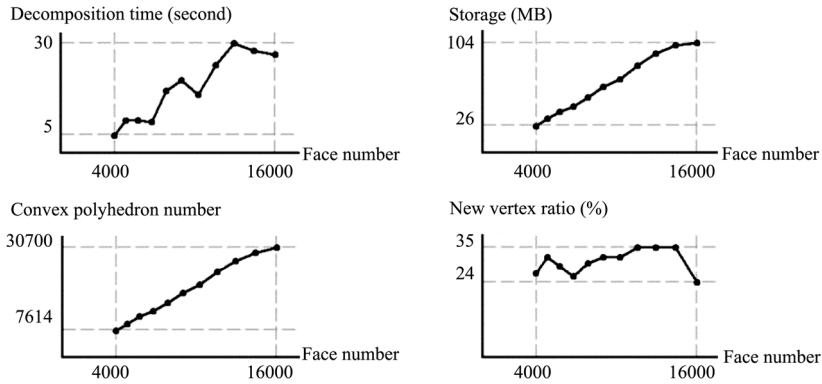 Decomposition time (second)
30
5
4000
16000
Face number
Storage (MB)
104
26
4000
16000
Face number
Convex polyhedron number
30700
7614
4000
16000
Face number
New vertex ratio (%)
35
24
4000
16000
Face number